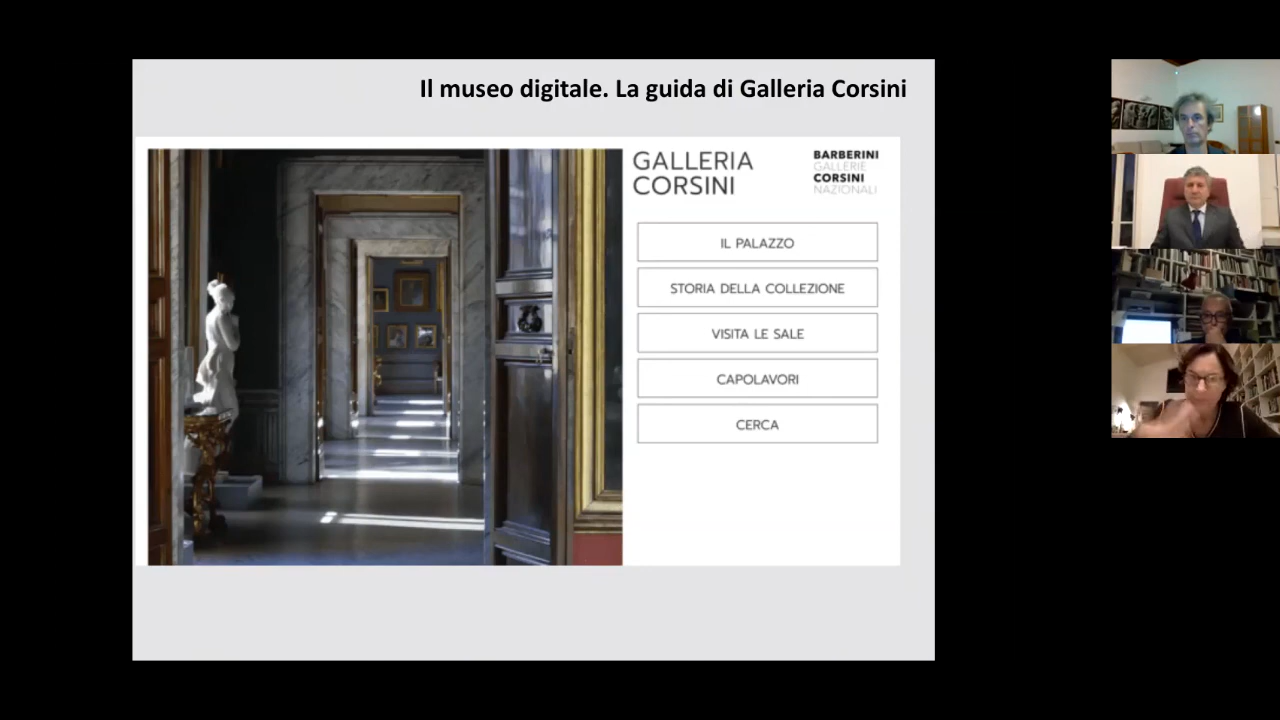 Il museo digitale. La guida di Galleria Corsini
GALLERIA
CORSINI
BARBERINI
GALLERIE
CORSINI
NAZIONALI
IL PALAZZO
STORIA DELLA COLLEZIONE
VISITA LE SALE
CAPOLAVORI
CERCA